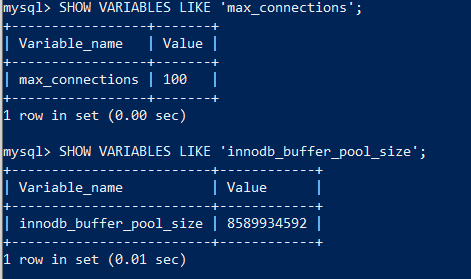 mysql> SHOW VARIABLES LIKE 'max_connections';
+-----------------+-------+
| Variable_name   | Value |
+-----------------+-------+
| max_connections | 100   |
+-----------------+-------+
1 row in set (0.00 sec)
mysql> SHOW VARIABLES LIKE 'innodb_buffer_pool_size';
+-------------------------+------------+
| Variable_name           | Value      |
+-------------------------+------------+
| innodb_buffer_pool_size | 8589934592 |
+-------------------------+------------+
1 row in set (0.01 sec)